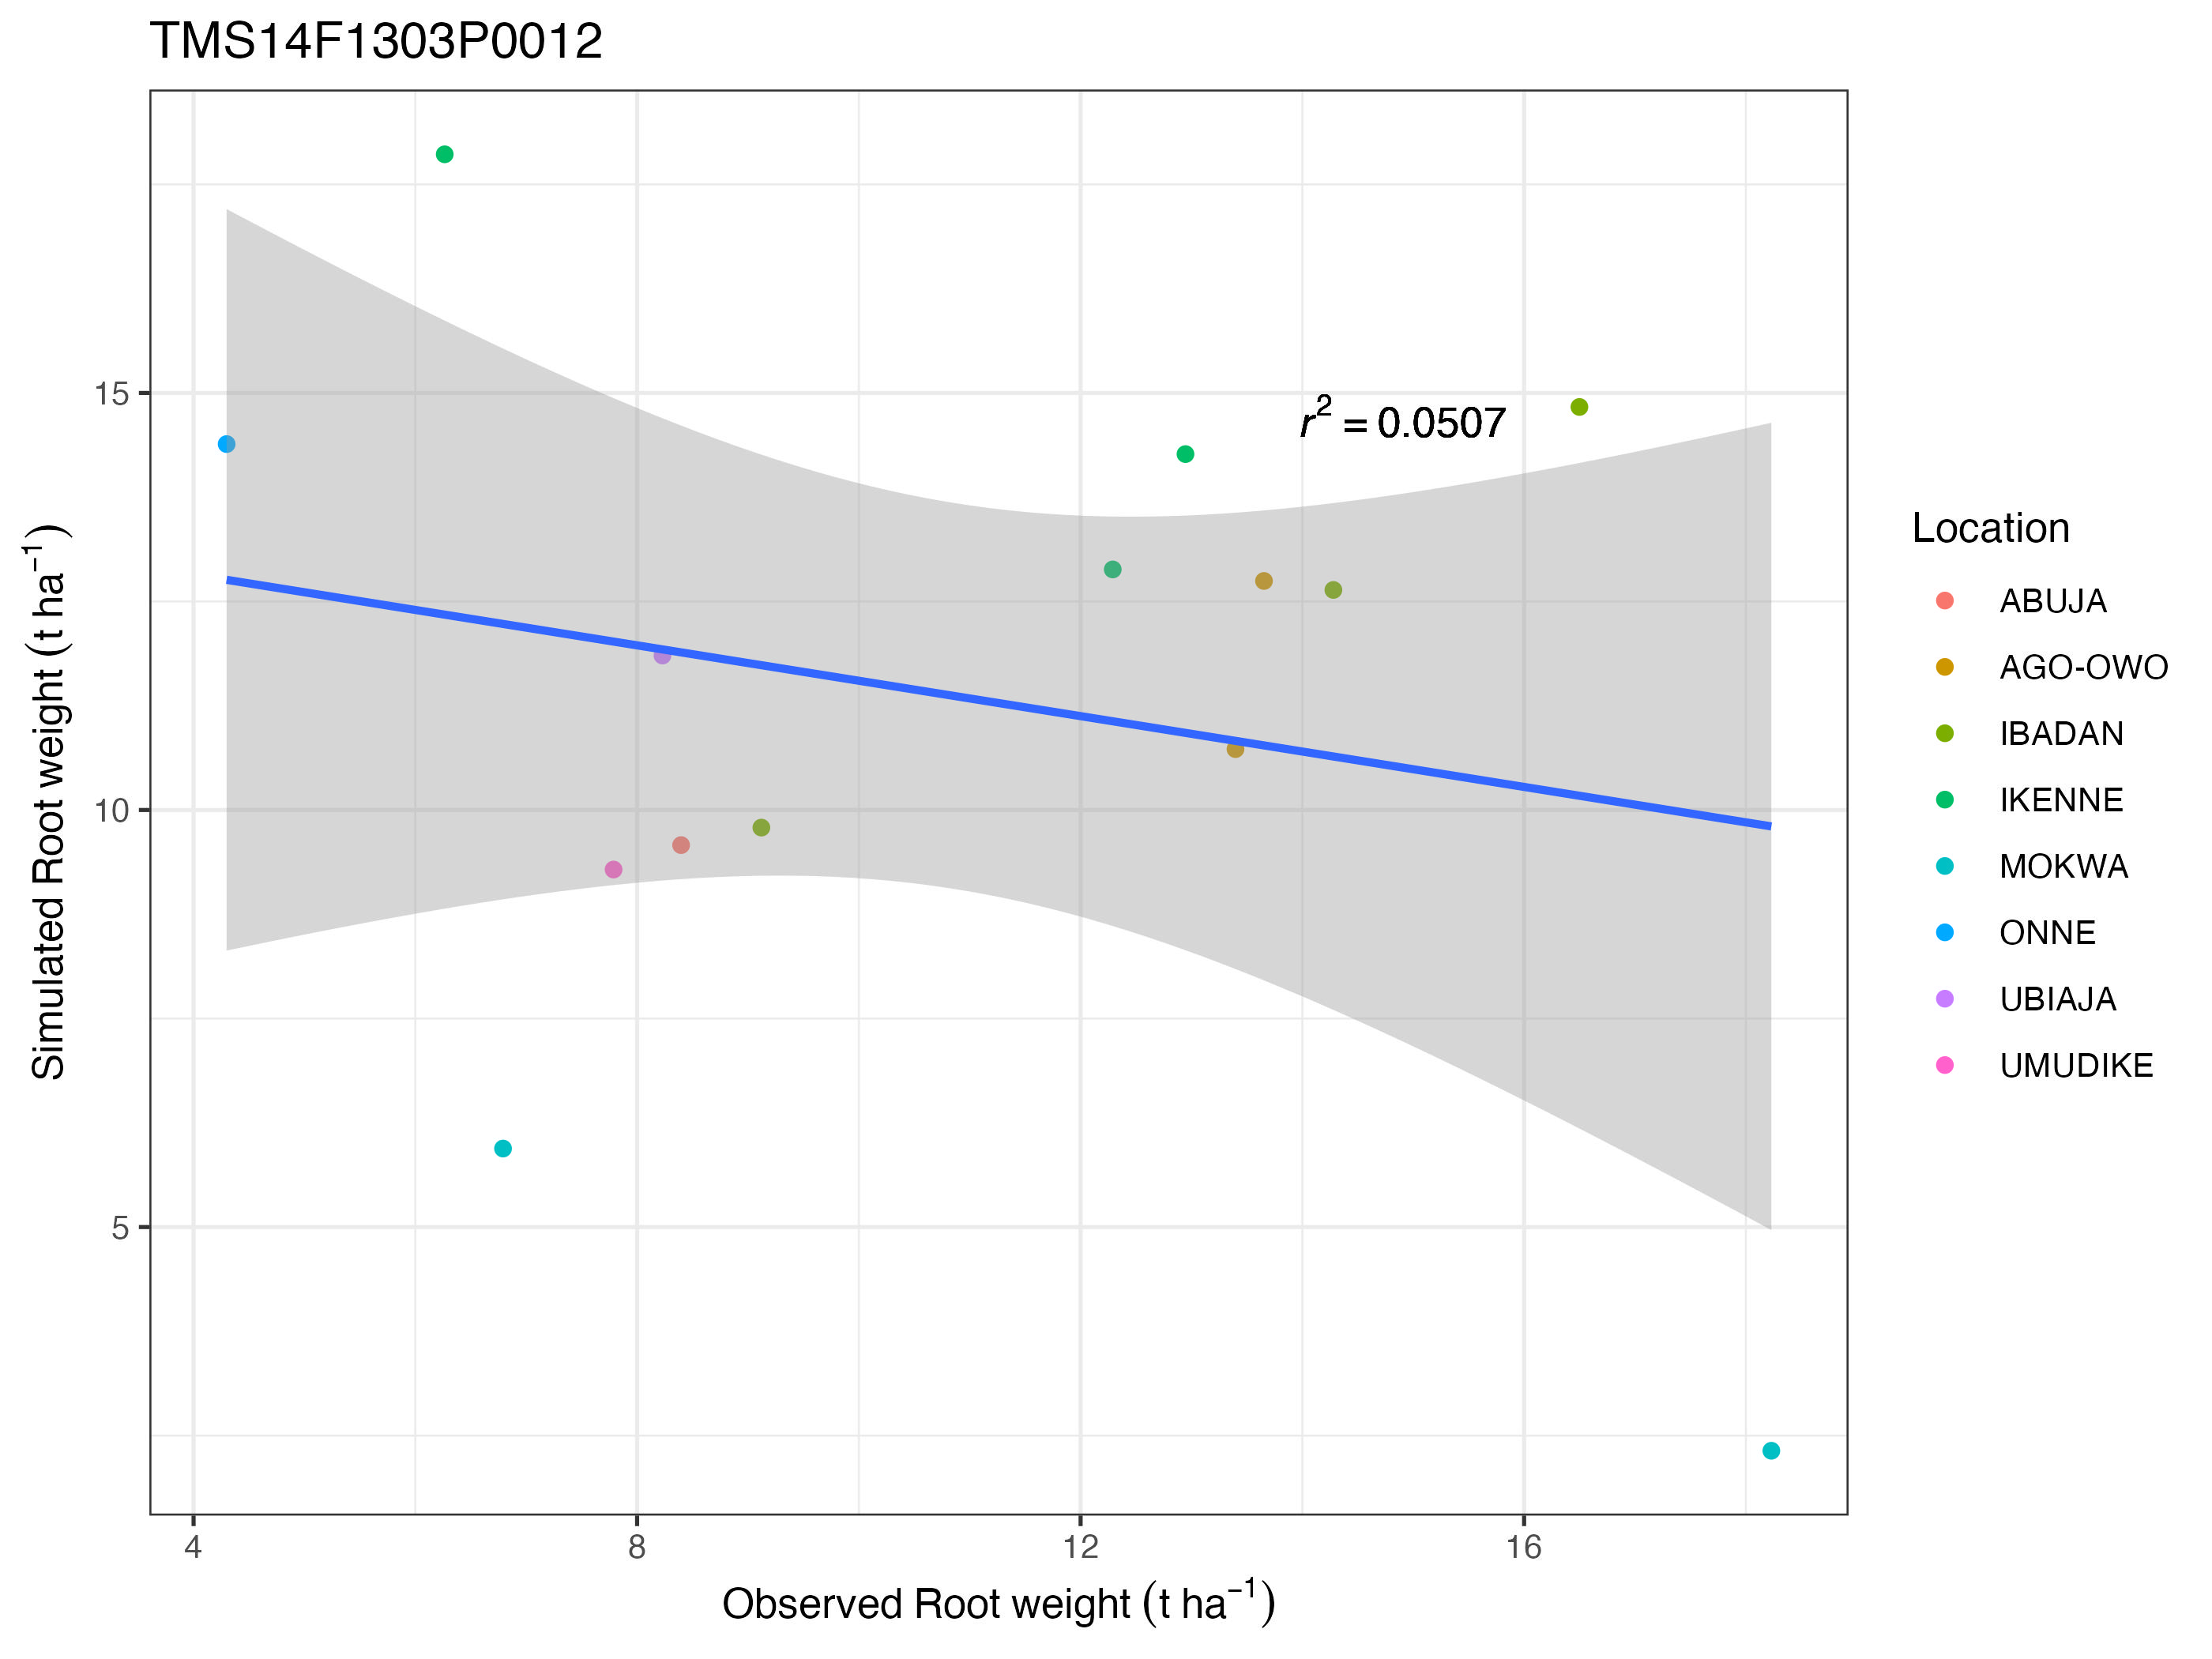 TMS14F1303P0012
15
10
5
r² = 0.0507
4 8 12 16
Observed Root weight (t ha⁻¹)
Simulated Root weight (t ha⁻¹)
Location
ABUJA
AGO-OWO
IBADAN
IKENNE
MOKWA
ONNE
UBIAJA
UMUDIKE